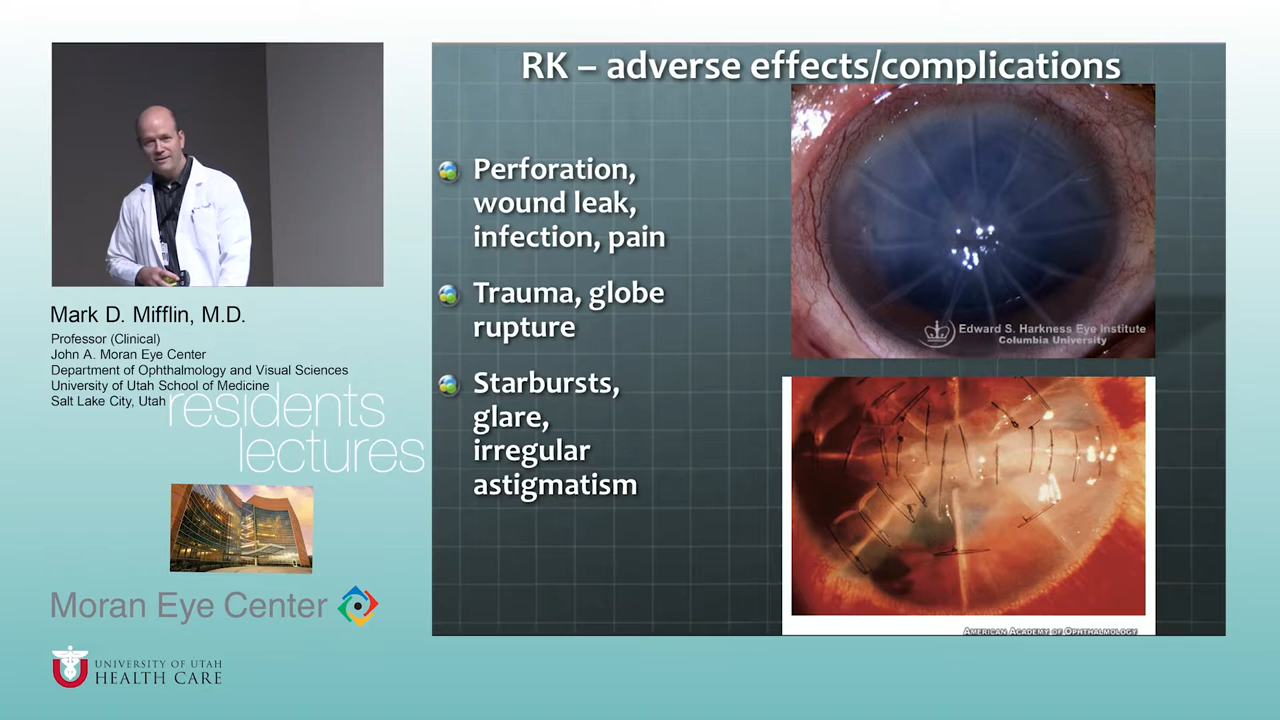 RK – adverse effects/complications
Perforation,
wound leak,
infection, pain
Trauma, globe
rupture
Starbursts,
glare,
irregular
astigmatism
Edward S. Harkness Eye Institute
Columbia University
American Academy of Ophthalmology
Mark D. Mifflin, M.D.
Professor (Clinical)
John A. Moran Eye Center
Department of Ophthalmology and Visual Sciences
University of Utah School of Medicine
Salt Lake City, Utah
residents
lectures
Moran Eye Center
UNIVERSITY OF UTAH
HEALTH CARE